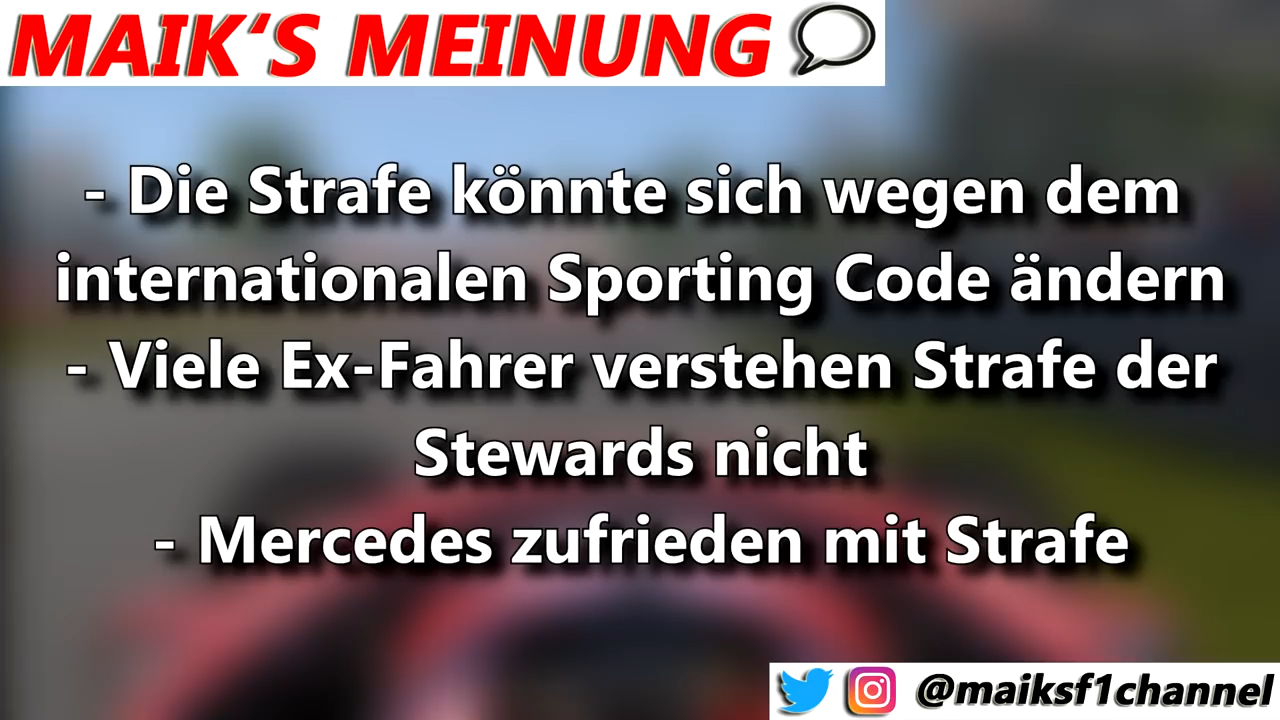 MAIK‘S MEINUNG
- Die Strafe könnte sich wegen dem
internationalen Sporting Code ändern
- Viele Ex-Fahrer verstehen Strafe der
Stewards nicht
- Mercedes zufrieden mit Strafe
@maiksf1channel